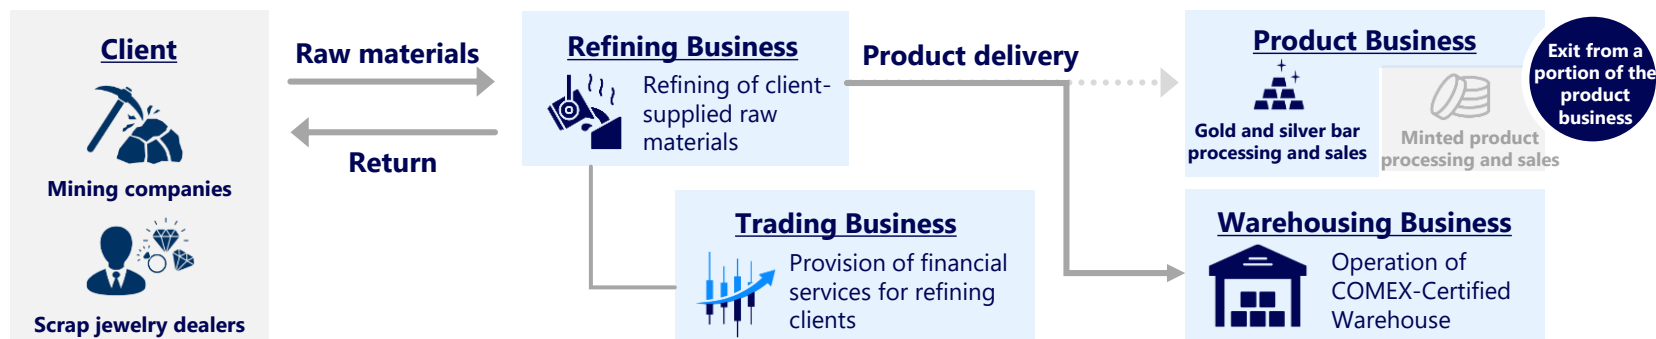 Client
Mining companies
Scrap jewelry dealers
Raw materials
Return
Refining Business
Refining of client-
supplied raw
materials
Trading Business
Provision of financial
services for refining
clients
Product delivery
Product Business
Gold and silver bar
processing and sales
Minted product
processing and sales
Exit from a
portion of the
product
business
Warehousing Business
Operation of
COMEX-Certified
Warehouse